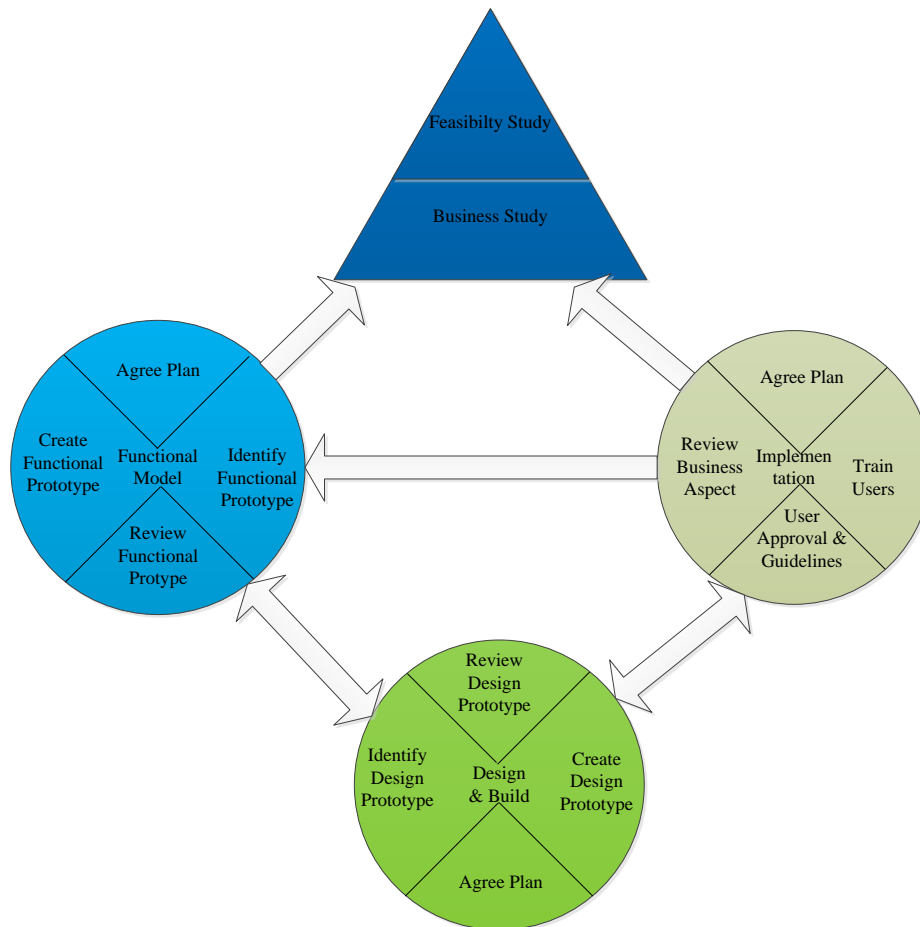 Feasibilty Study
Business Study
Agree Plan
Create
Functional
Prototype
Functional
Model
Identify
Functional
Prototype
Review
Functional
Protype
Agree Plan
Review
Business
Aspect
Implemen
tation
Train
Users
User
Approval &
Guidelines
Review
Design
Prototype
Identify
Design
Prototype
Design
& Build
Create
Design
Prototype
Agree Plan